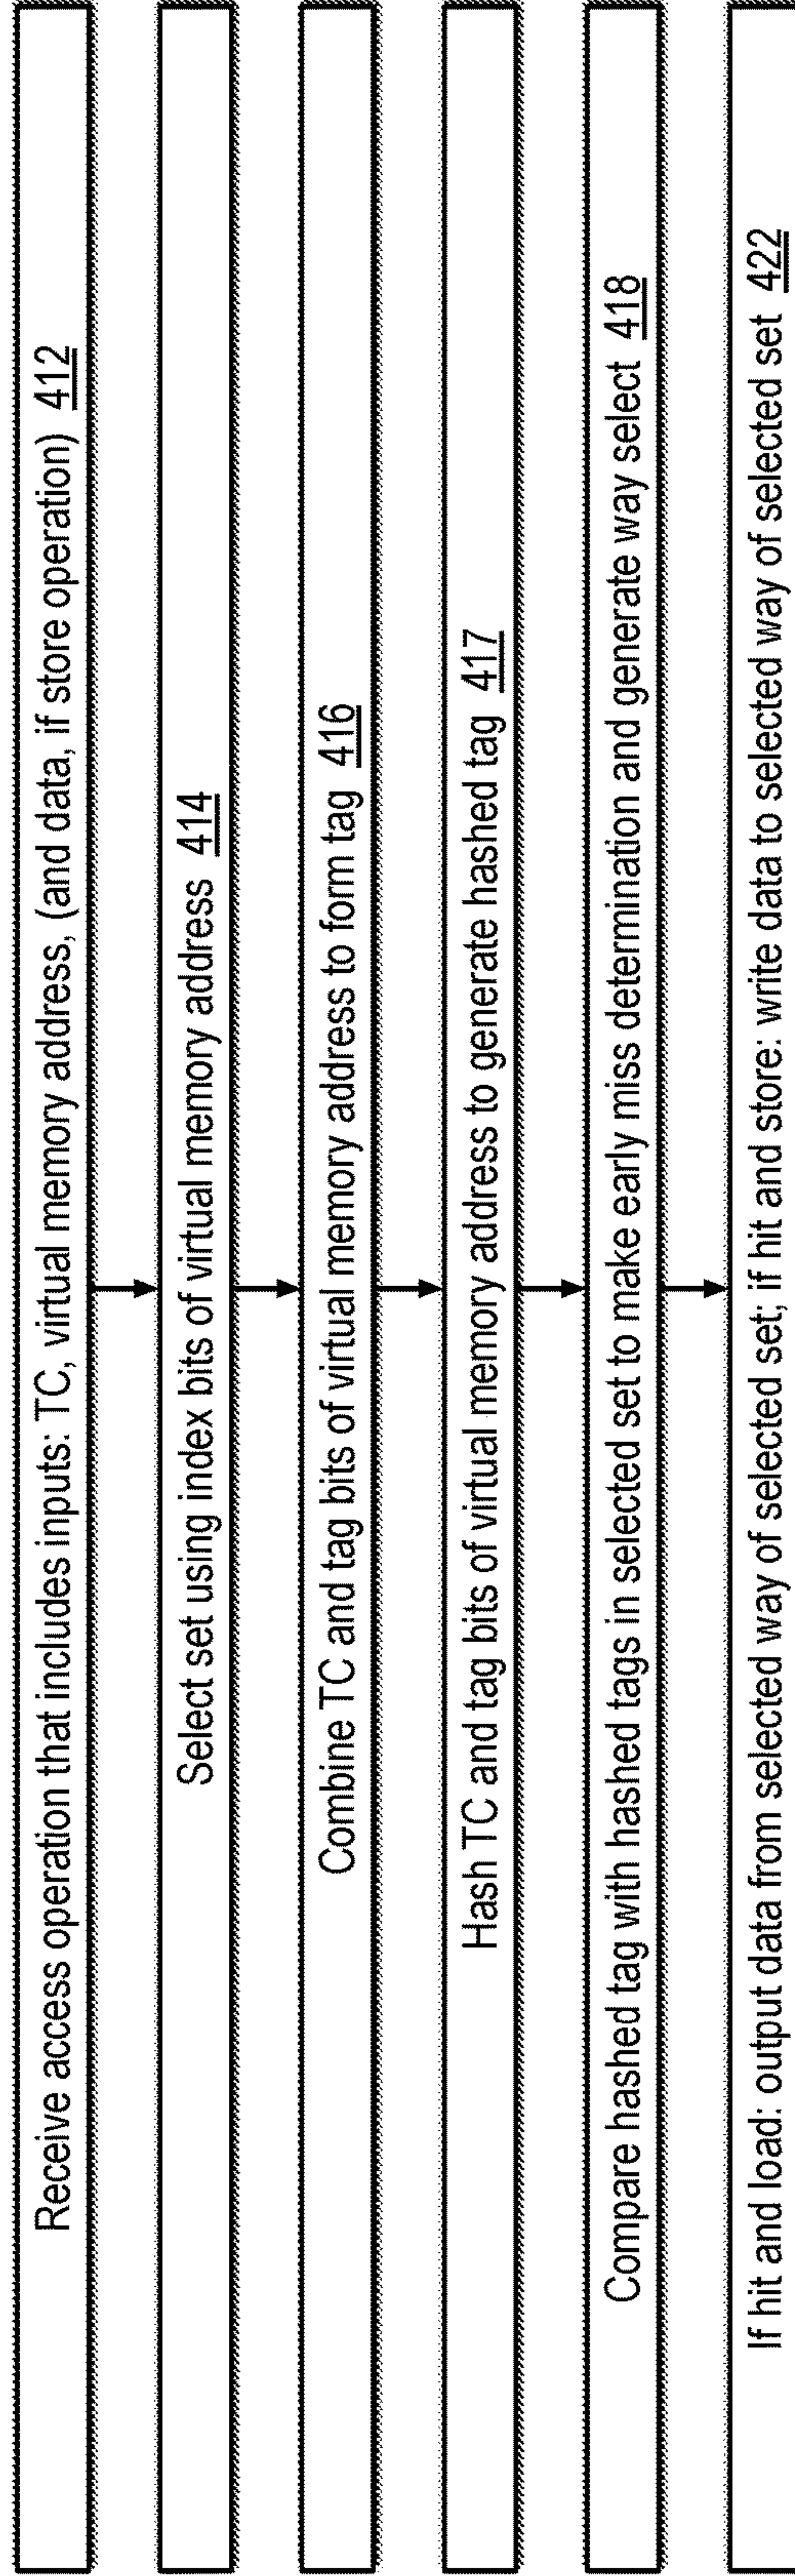 Receive access operation that includes inputs: TC, virtual memory address, (and data, if store operation) 412
Select set using index bits of virtual memory address 414
Combine TC and tag bits of virtual memory address to form tag 416
Hash TC and tag bits of virtual memory address to generate hashed tag 417
Compare hashed tag with hashed tags in selected set to make early miss determination and generate way select 418
If hit and load: output data from selected way of selected set; if hit and store: write data to selected way of selected set 422